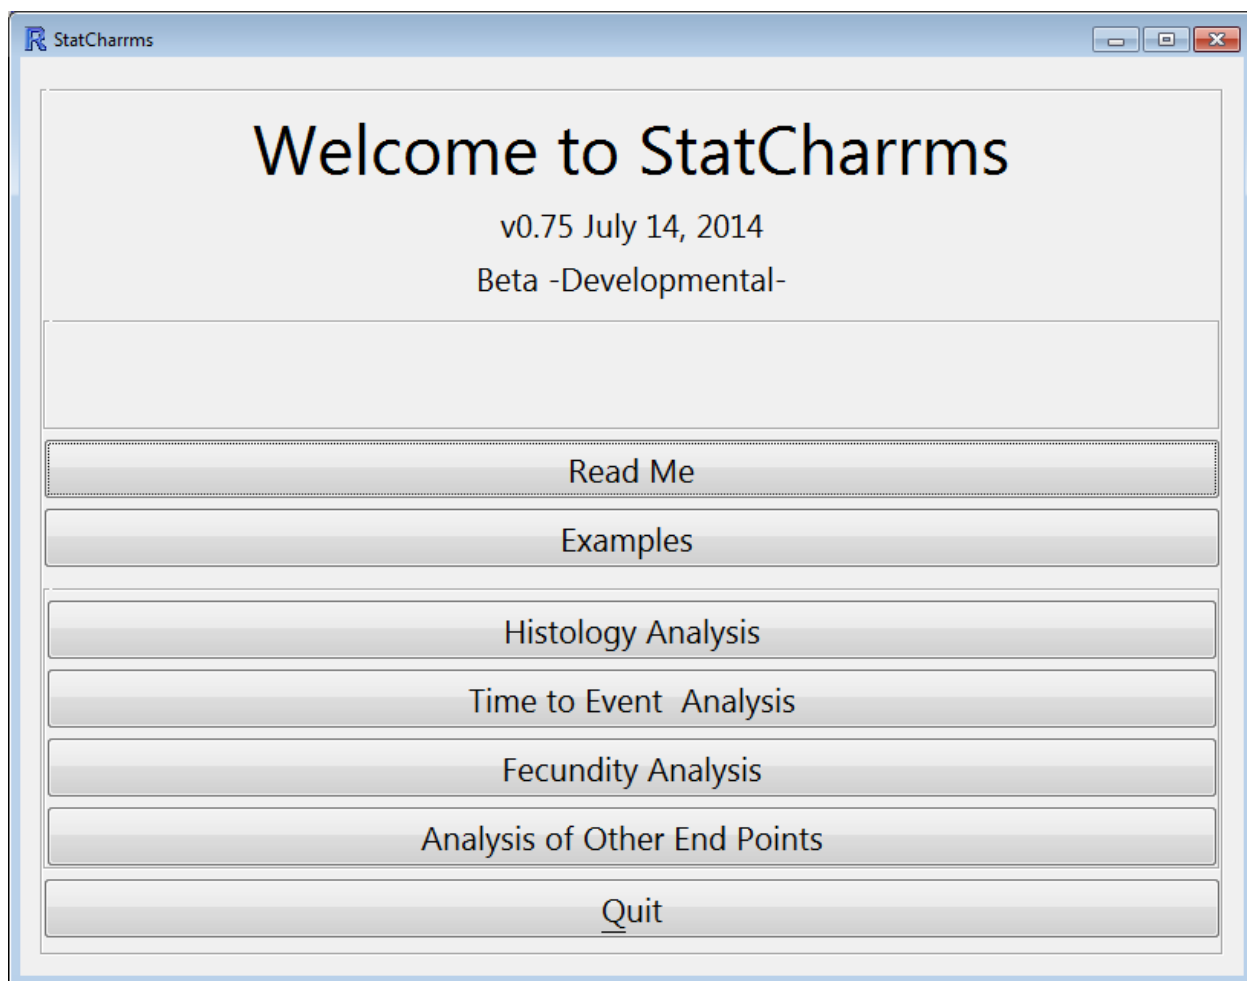 StatCharrms
Welcome to StatCharrms
v0.75 July 14, 2014
Beta -Developmental-
Read Me
Examples
Histology Analysis
Time to Event  Analysis
Fecundity Analysis
Analysis of Other End Points
Quit